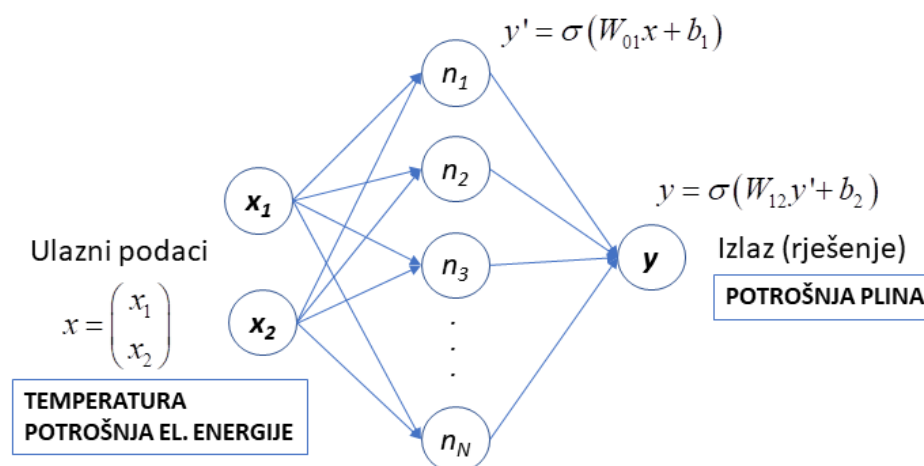 y' = σ(W₀₁x + b₁)
n₁
n₂
y = σ(W₁₂y' + b₂)
x₁
Ulazni podaci
n₃
y
Izlaz (rješenje)
x = (x₁
x₂)
x₂
POTROŠNJA PLINA
.
.
.
TEMPERATURA
POTROŠNJA EL. ENERGIJE
n_N